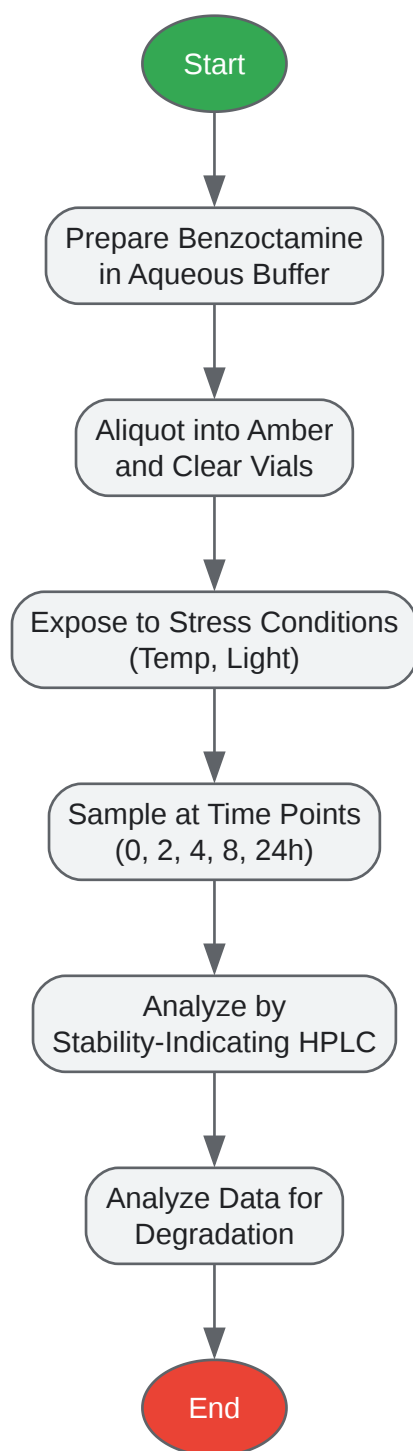 Start
Prepare Benzoctamine
in Aqueous Buffer
Aliquot into Amber
and Clear Vials
Expose to Stress Conditions
(Temp, Light)
Sample at Time Points
(0, 2, 4, 8, 24h)
Analyze by
Stability-Indicating HPLC
Analyze Data for
Degradation
End